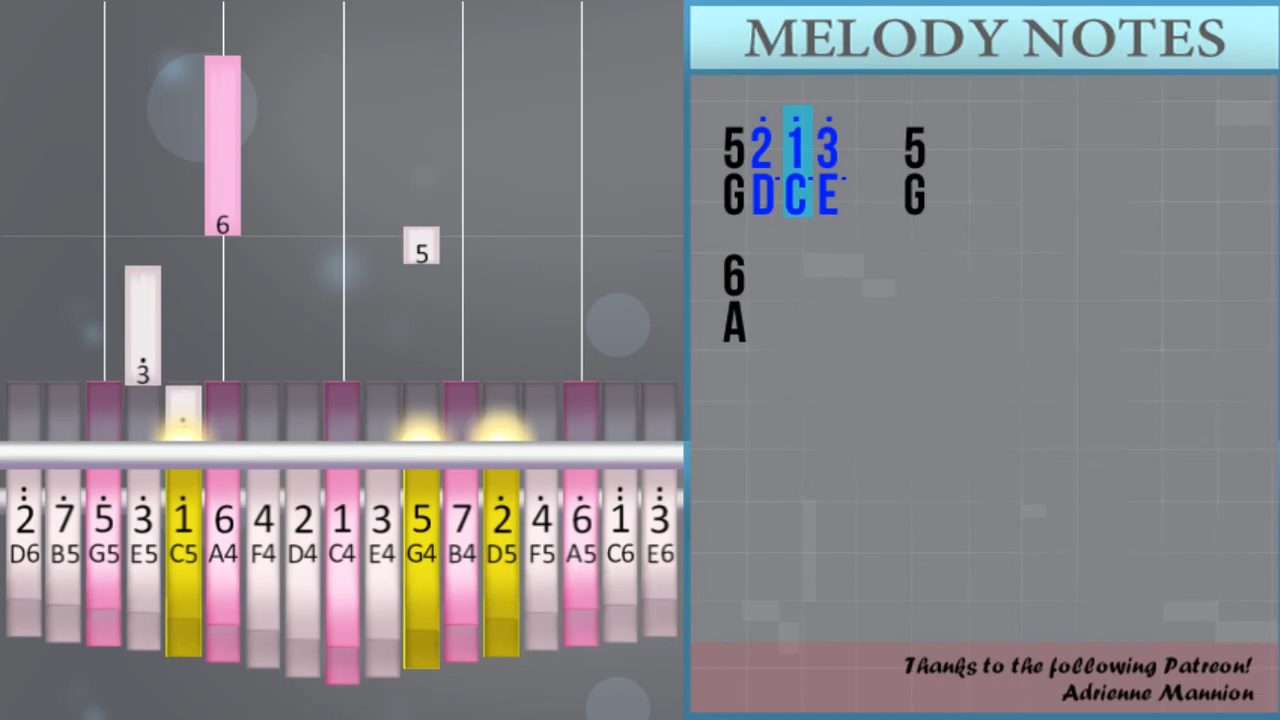 MELODY NOTES
5 2̇ 1̇ 3̇ 5
G D· C· E· G
6
A
6
5
3̇
2̈ 7̇ 5̇ 3̇ 1̇ 6 4 2 1 3 5 7 2̇ 4̇ 6̇ 1̈ 3̈
D6 B5 G5 E5 C5 A4 F4 D4 C4 E4 G4 B4 D5 F5 A5 C6 E6
Thanks to the following Patreon!
Adrienne Mannion